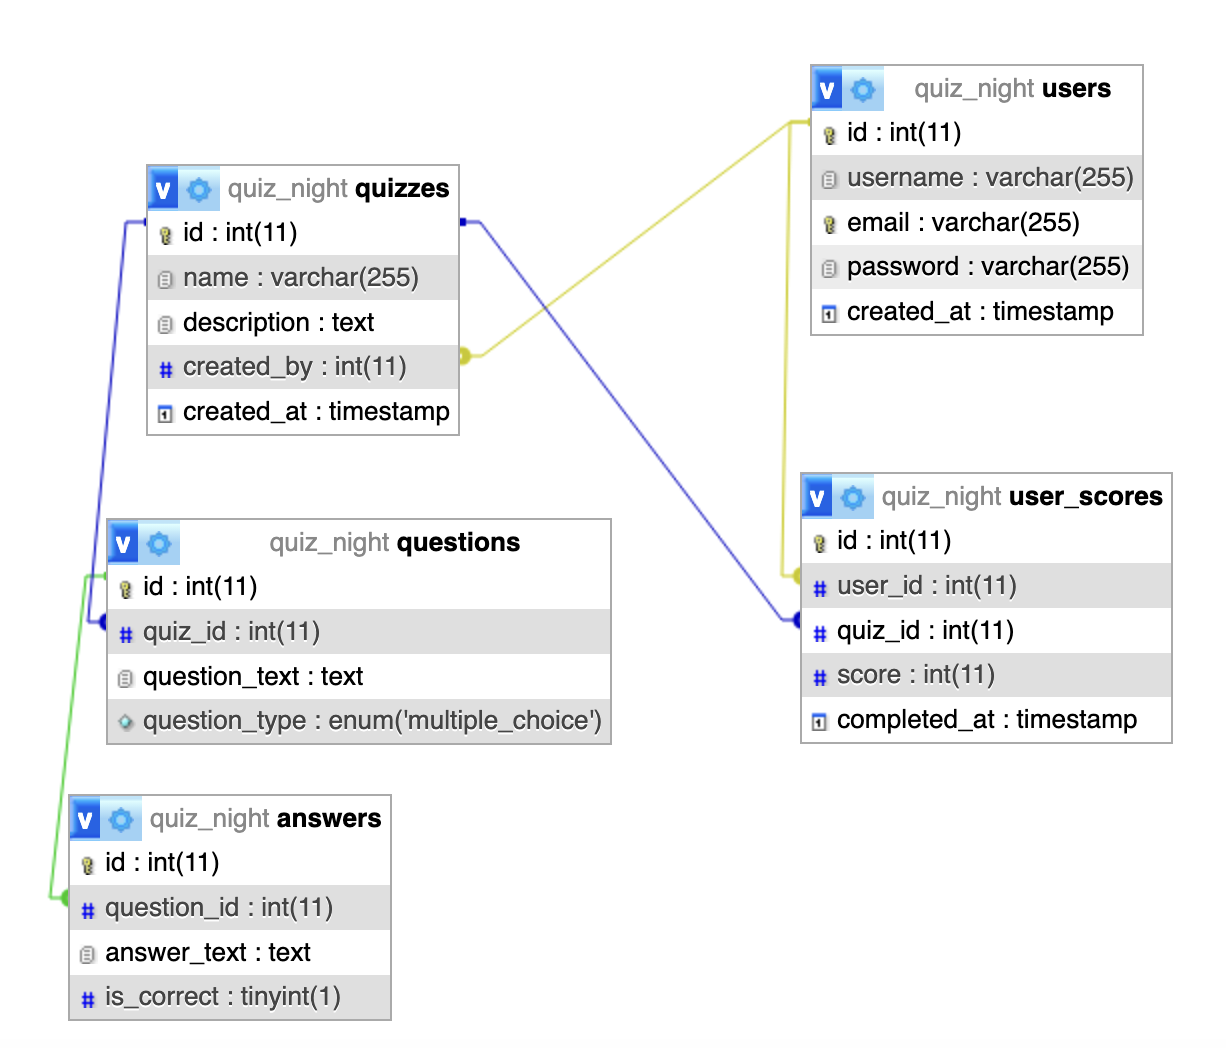 v quiz_night users
id : int(11)
username : varchar(255)
email : varchar(255)
password : varchar(255)
created_at : timestamp
v quiz_night quizzes
id : int(11)
name : varchar(255)
description : text
created_by : int(11)
created_at : timestamp
v quiz_night user_scores
id : int(11)
# user_id : int(11)
# quiz_id : int(11)
# score : int(11)
completed_at : timestamp
v quiz_night questions
id : int(11)
# quiz_id : int(11)
question_text : text
question_type : enum('multiple_choice')
v quiz_night answers
id : int(11)
# question_id : int(11)
answer_text : text
# is_correct : tinyint(1)